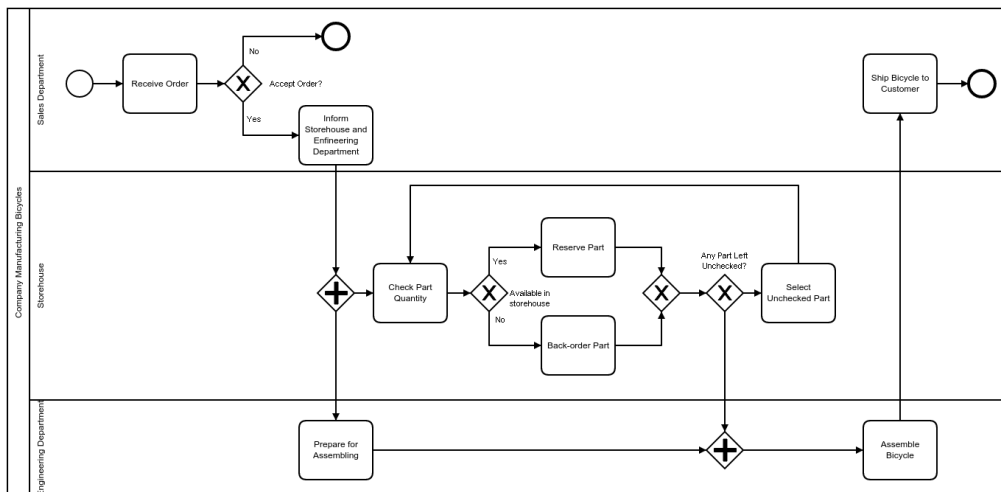 Company Manufacturing Bicycles
Sales Department
Receive Order
No
Accept Order?
Yes
Inform
Storehouse and
Enfineering
Department
Ship Bicycle to
Customer
Storehouse
Check Part
Quantity
Yes
Available in
storehouse
No
Reserve Part
Back-order Part
Any Part Left
Unchecked?
Select
Unchecked Part
Engineering Department
Prepare for
Assembling
Assemble
Bicycle